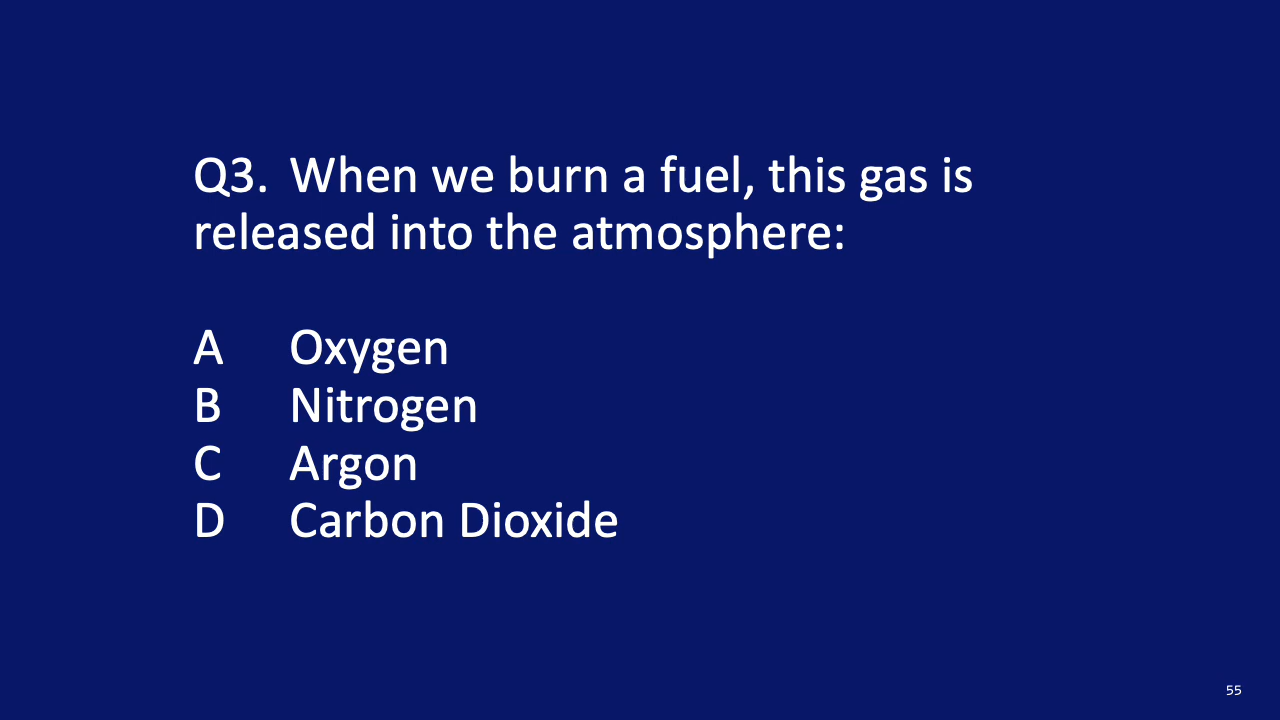 Q3. When we burn a fuel, this gas is
released into the atmosphere:
A Oxygen
B Nitrogen
C Argon
D Carbon Dioxide
55